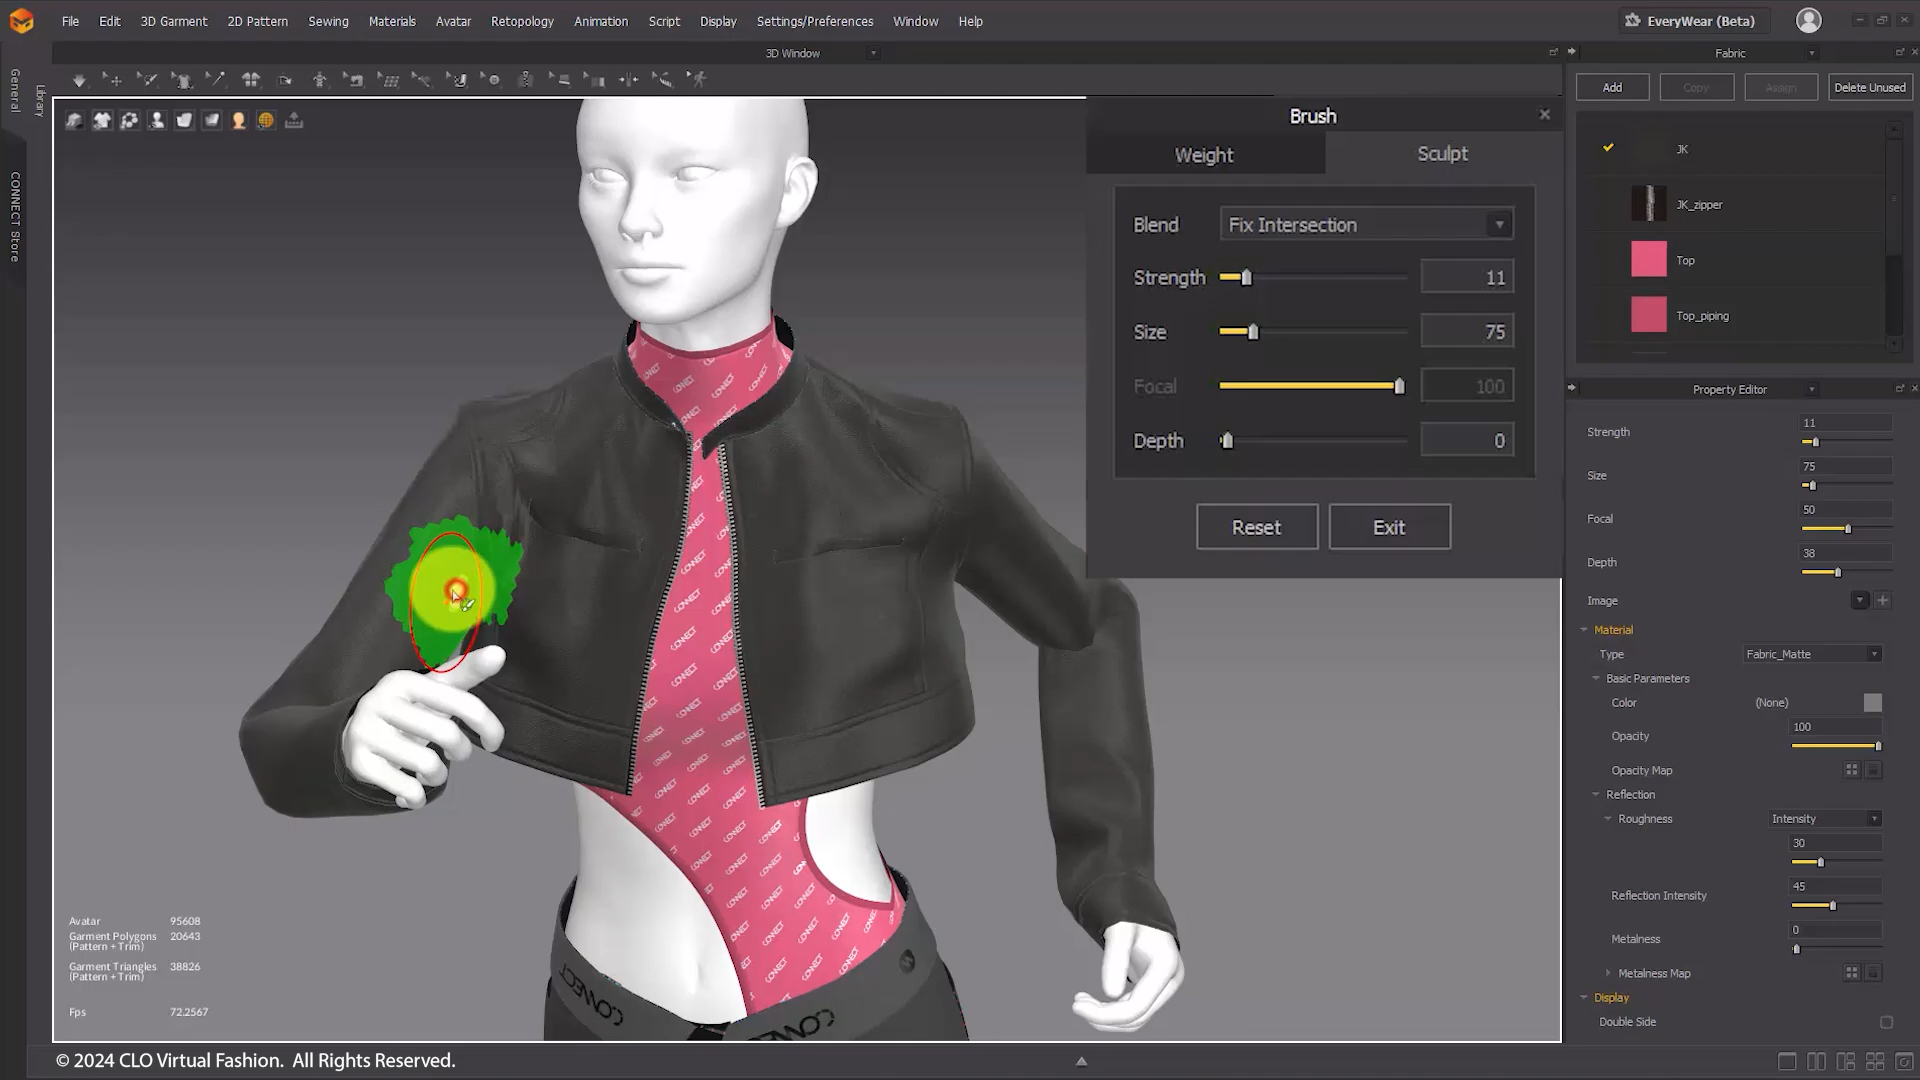 File Edit 3D Garment 2D Pattern Sewing Materials Avatar Retopology Animation Script Display Settings/Preferences Window Help EveryWear (Beta)
General
Library
CONNECT Store
3D Window
Fabric
Add Copy Assign Delete Unused
JK
JK_zipper
Top
Top_piping
Brush
Weight Sculpt
Blend Fix Intersection
Strength 11
Size 75
Focal 100
Depth 0
Reset Exit
Property Editor
Strength 11
Size 75
Focal 50
Depth 38
Image
Material
Type Fabric_Matte
Basic Parameters
Color (None)
Opacity 100
Opacity Map
Reflection
Roughness Intensity
30
Reflection Intensity 45
Metalness 0
Metalness Map
Display
Double Side
CONNECT
CONNECT
CONNECT
Avatar 95608
Garment Polygons 20643
(Pattern + Trim)
Garment Triangles 38826
(Pattern + Trim)
Fps 72.2567
© 2024 CLO Virtual Fashion. All Rights Reserved.